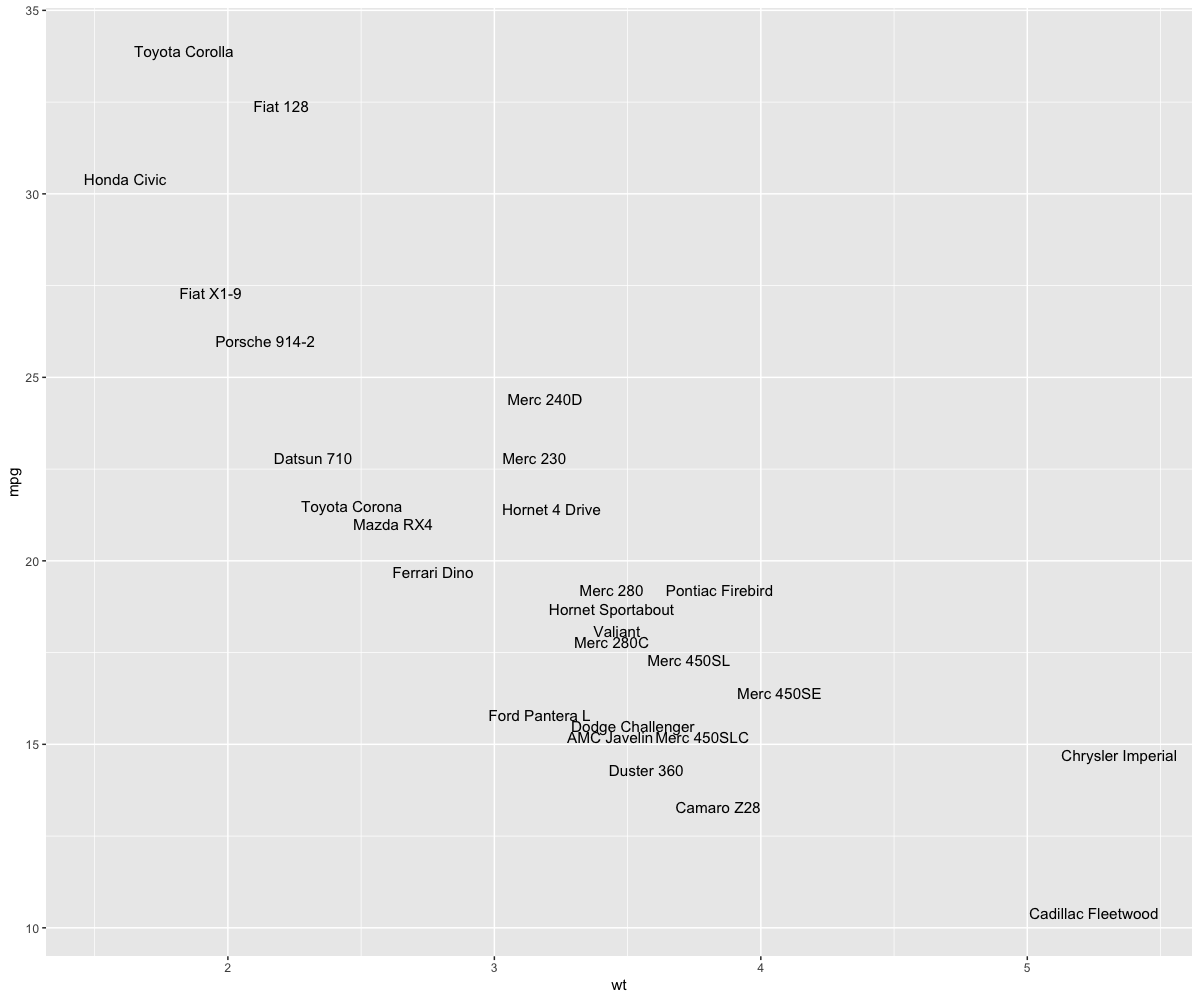 35
Toyota Corolla
Fiat 128
Honda Civic
30
Fiat X1-9
Porsche 914-2
25
Merc 240D
Datsun 710
Merc 230
mpg
Toyota Corona
Hornet 4 Drive
Mazda RX4
20
Ferrari Dino
Merc 280
Pontiac Firebird
Hornet Sportabout
Valiant
Merc 280C
Merc 450SL
Merc 450SE
Ford Pantera L
Dodge Challenger
AMC Javelin
Merc 450SLC
15
Chrysler Imperial
Duster 360
Camaro Z28
Cadillac Fleetwood
10
2
3
4
5
wt